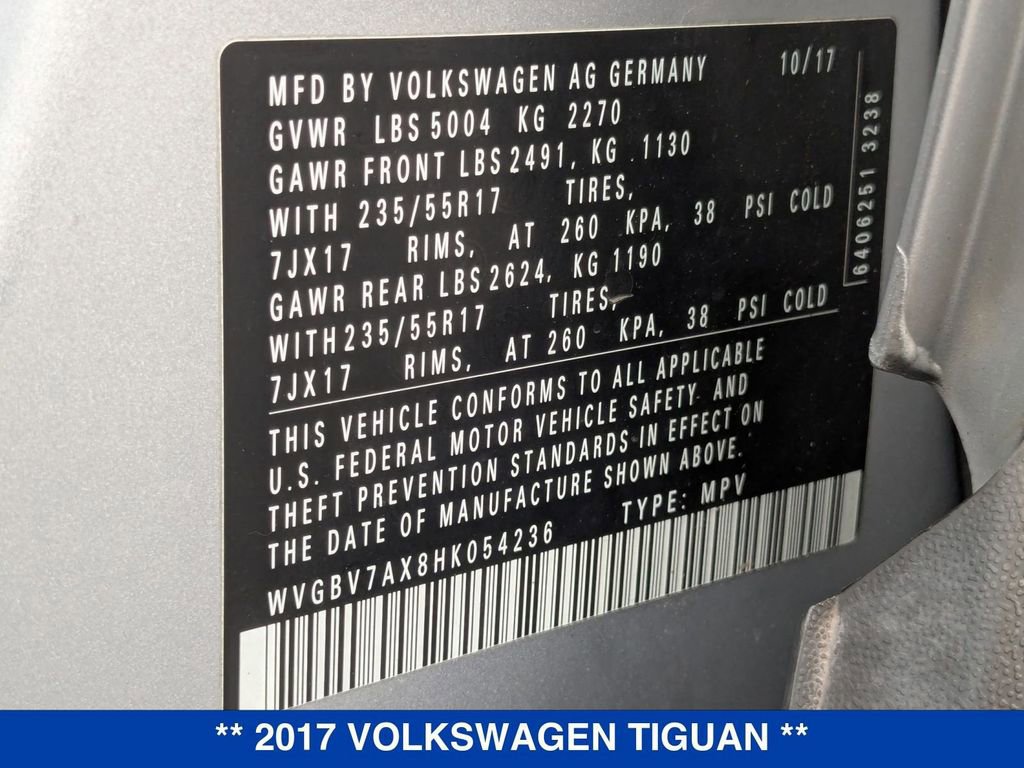 MFD BY VOLKSWAGEN AG GERMANY 10/17
GVWR LBS 5004 KG 2270
GAWR FRONT LBS 2491, KG 1130
WITH 235/55R17 TIRES,
7JX17 RIMS, AT 260 KPA, 38 PSI COLD
GAWR REAR LBS 2624, KG 1190
WITH 235/55R17 TIRES,
7JX17 RIMS, AT 260 KPA, 38 PSI COLD
THIS VEHICLE CONFORMS TO ALL APPLICABLE
U.S. FEDERAL MOTOR VEHICLE SAFETY AND
THEFT PREVENTION STANDARDS IN EFFECT ON
THE DATE OF MANUFACTURE SHOWN ABOVE.
WVGBV7AX8HK054236 TYPE: MPV
6406251 3238
** 2017 VOLKSWAGEN TIGUAN **